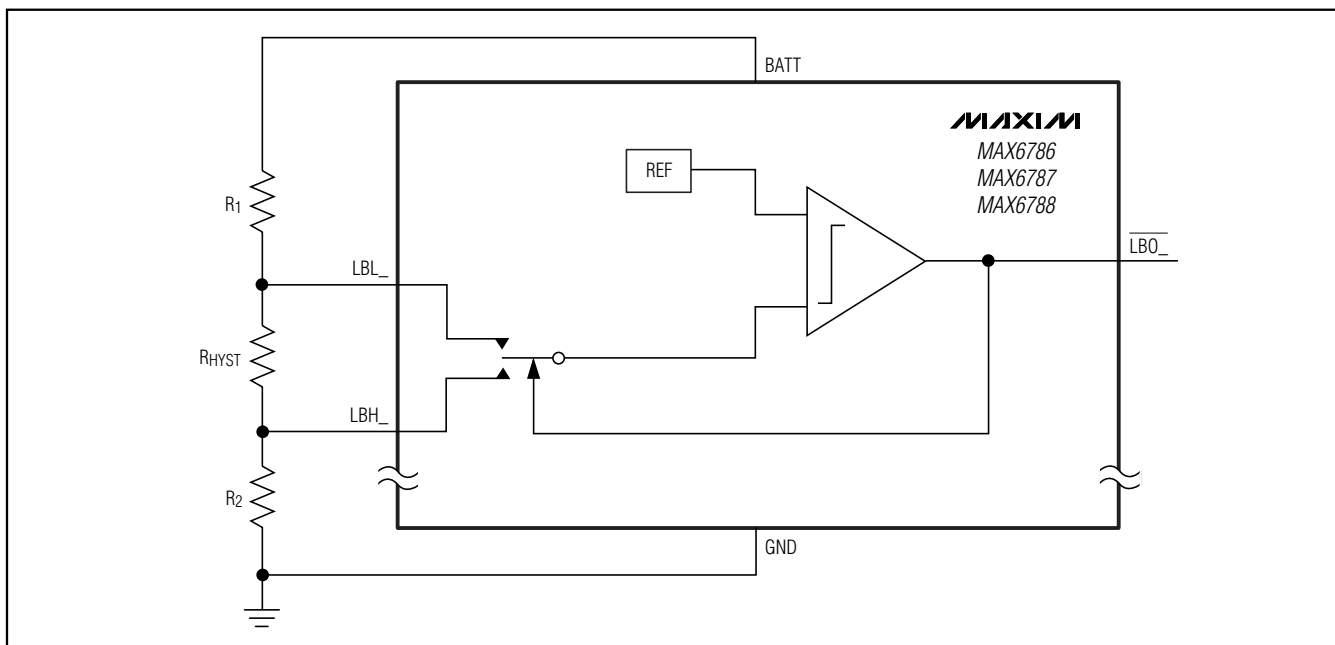 BATT
MAXIM
MAX6786
MAX6787
MAX6788
REF
R1
LBL_
LBO_
RHYST
LBH_
R2
GND